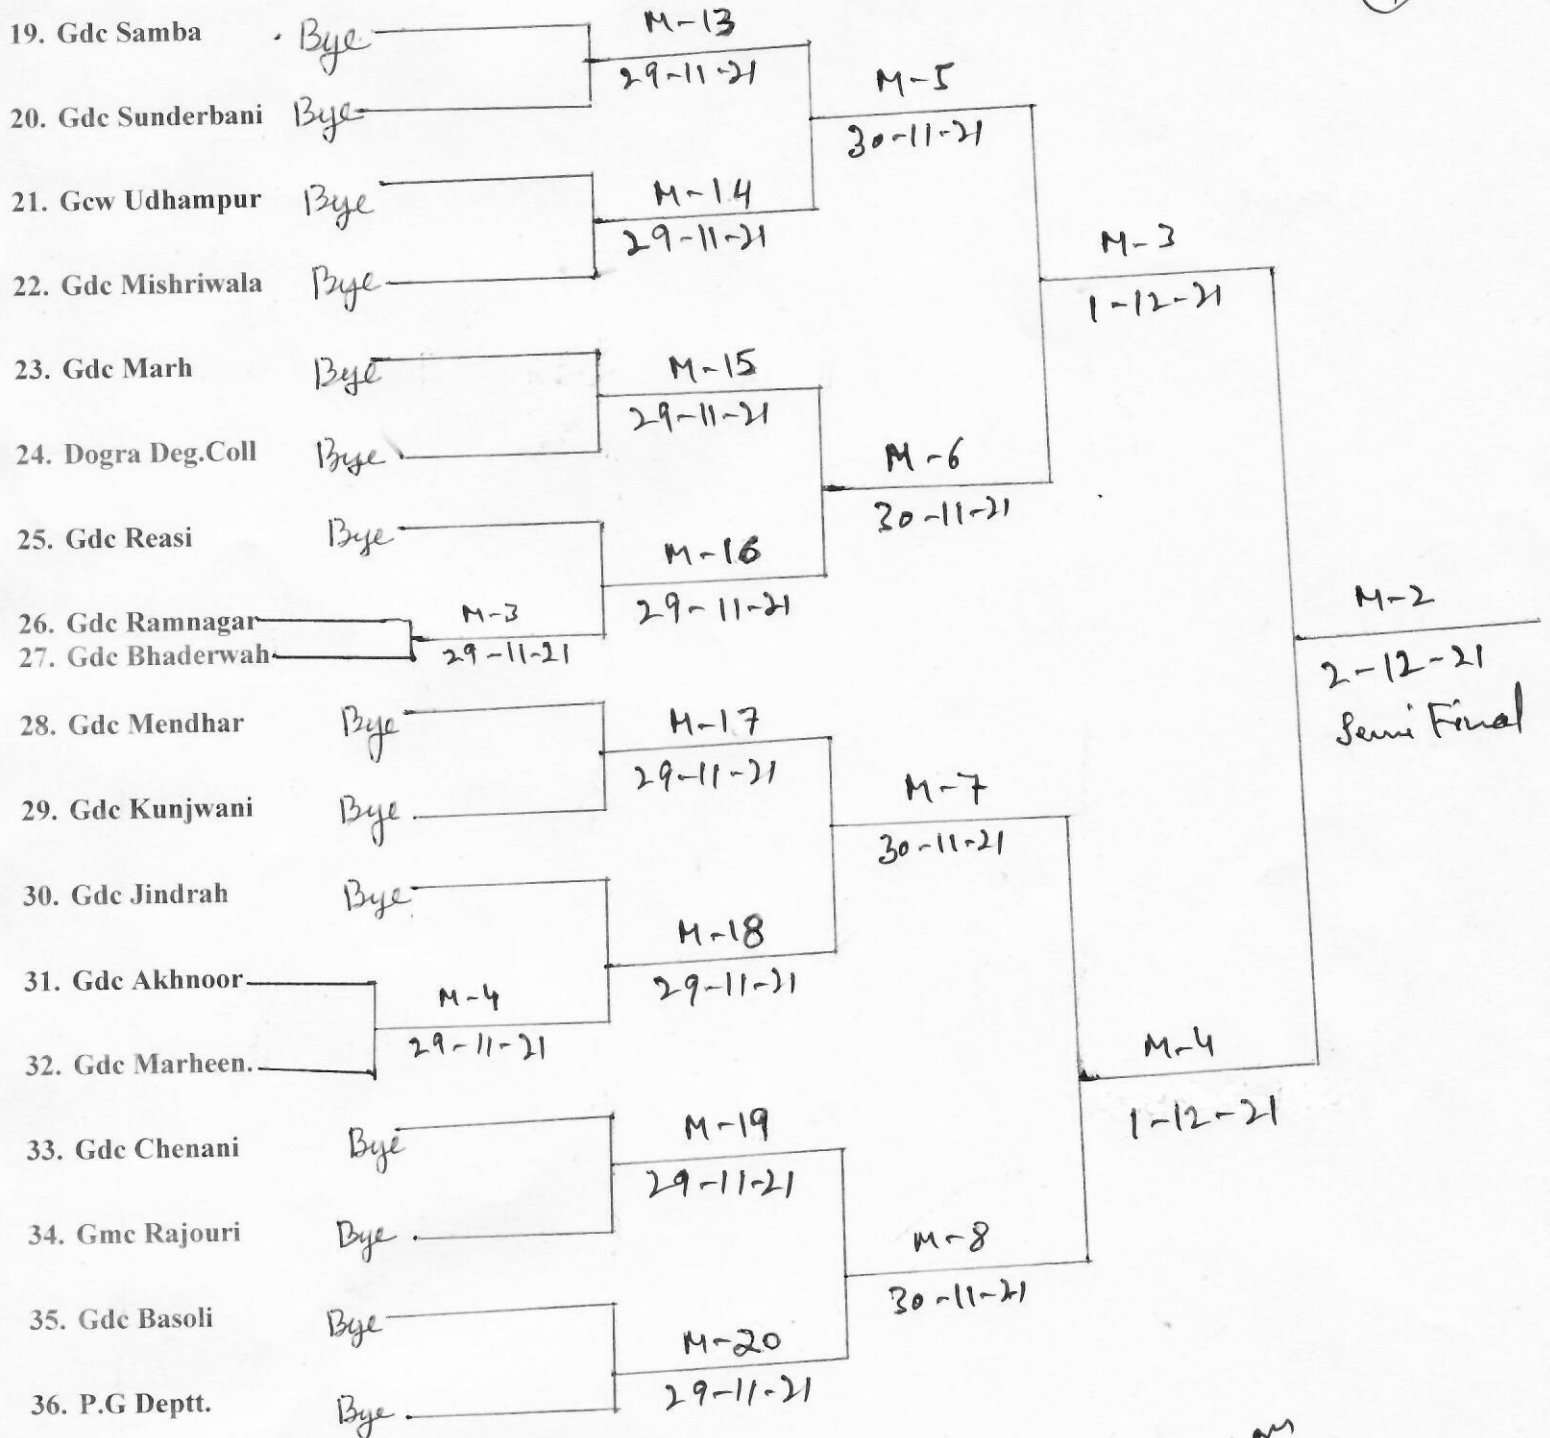 19. Gdc Samba Bye
M-13
29-11-21
20. Gdc Sunderbani Bye
M-5
30-11-21
21. Gcw Udhampur Bye
M-14
29-11-21
22. Gdc Mishriwala Bye
M-3
1-12-21
23. Gdc Marh Bye
M-15
29-11-21
24. Dogra Deg.Coll Bye
M-6
30-11-21
25. Gdc Reasi Bye
M-16
29-11-21
26. Gdc Ramnagar
27. Gdc Bhaderwah
M-3
29-11-21
M-2
2-12-21
Semi Final
28. Gdc Mendhar Bye
M-17
29-11-21
29. Gdc Kunjwani Bye
M-7
30-11-21
30. Gdc Jindrah Bye
M-18
29-11-21
31. Gdc Akhnoor
M-4
29-11-21
32. Gdc Marheen.
M-4
1-12-21
33. Gdc Chenani Bye
M-19
29-11-21
34. Gmc Rajouri Bye
M-8
30-11-21
35. Gdc Basoli Bye
M-20
29-11-21
36. P.G Deptt. Bye